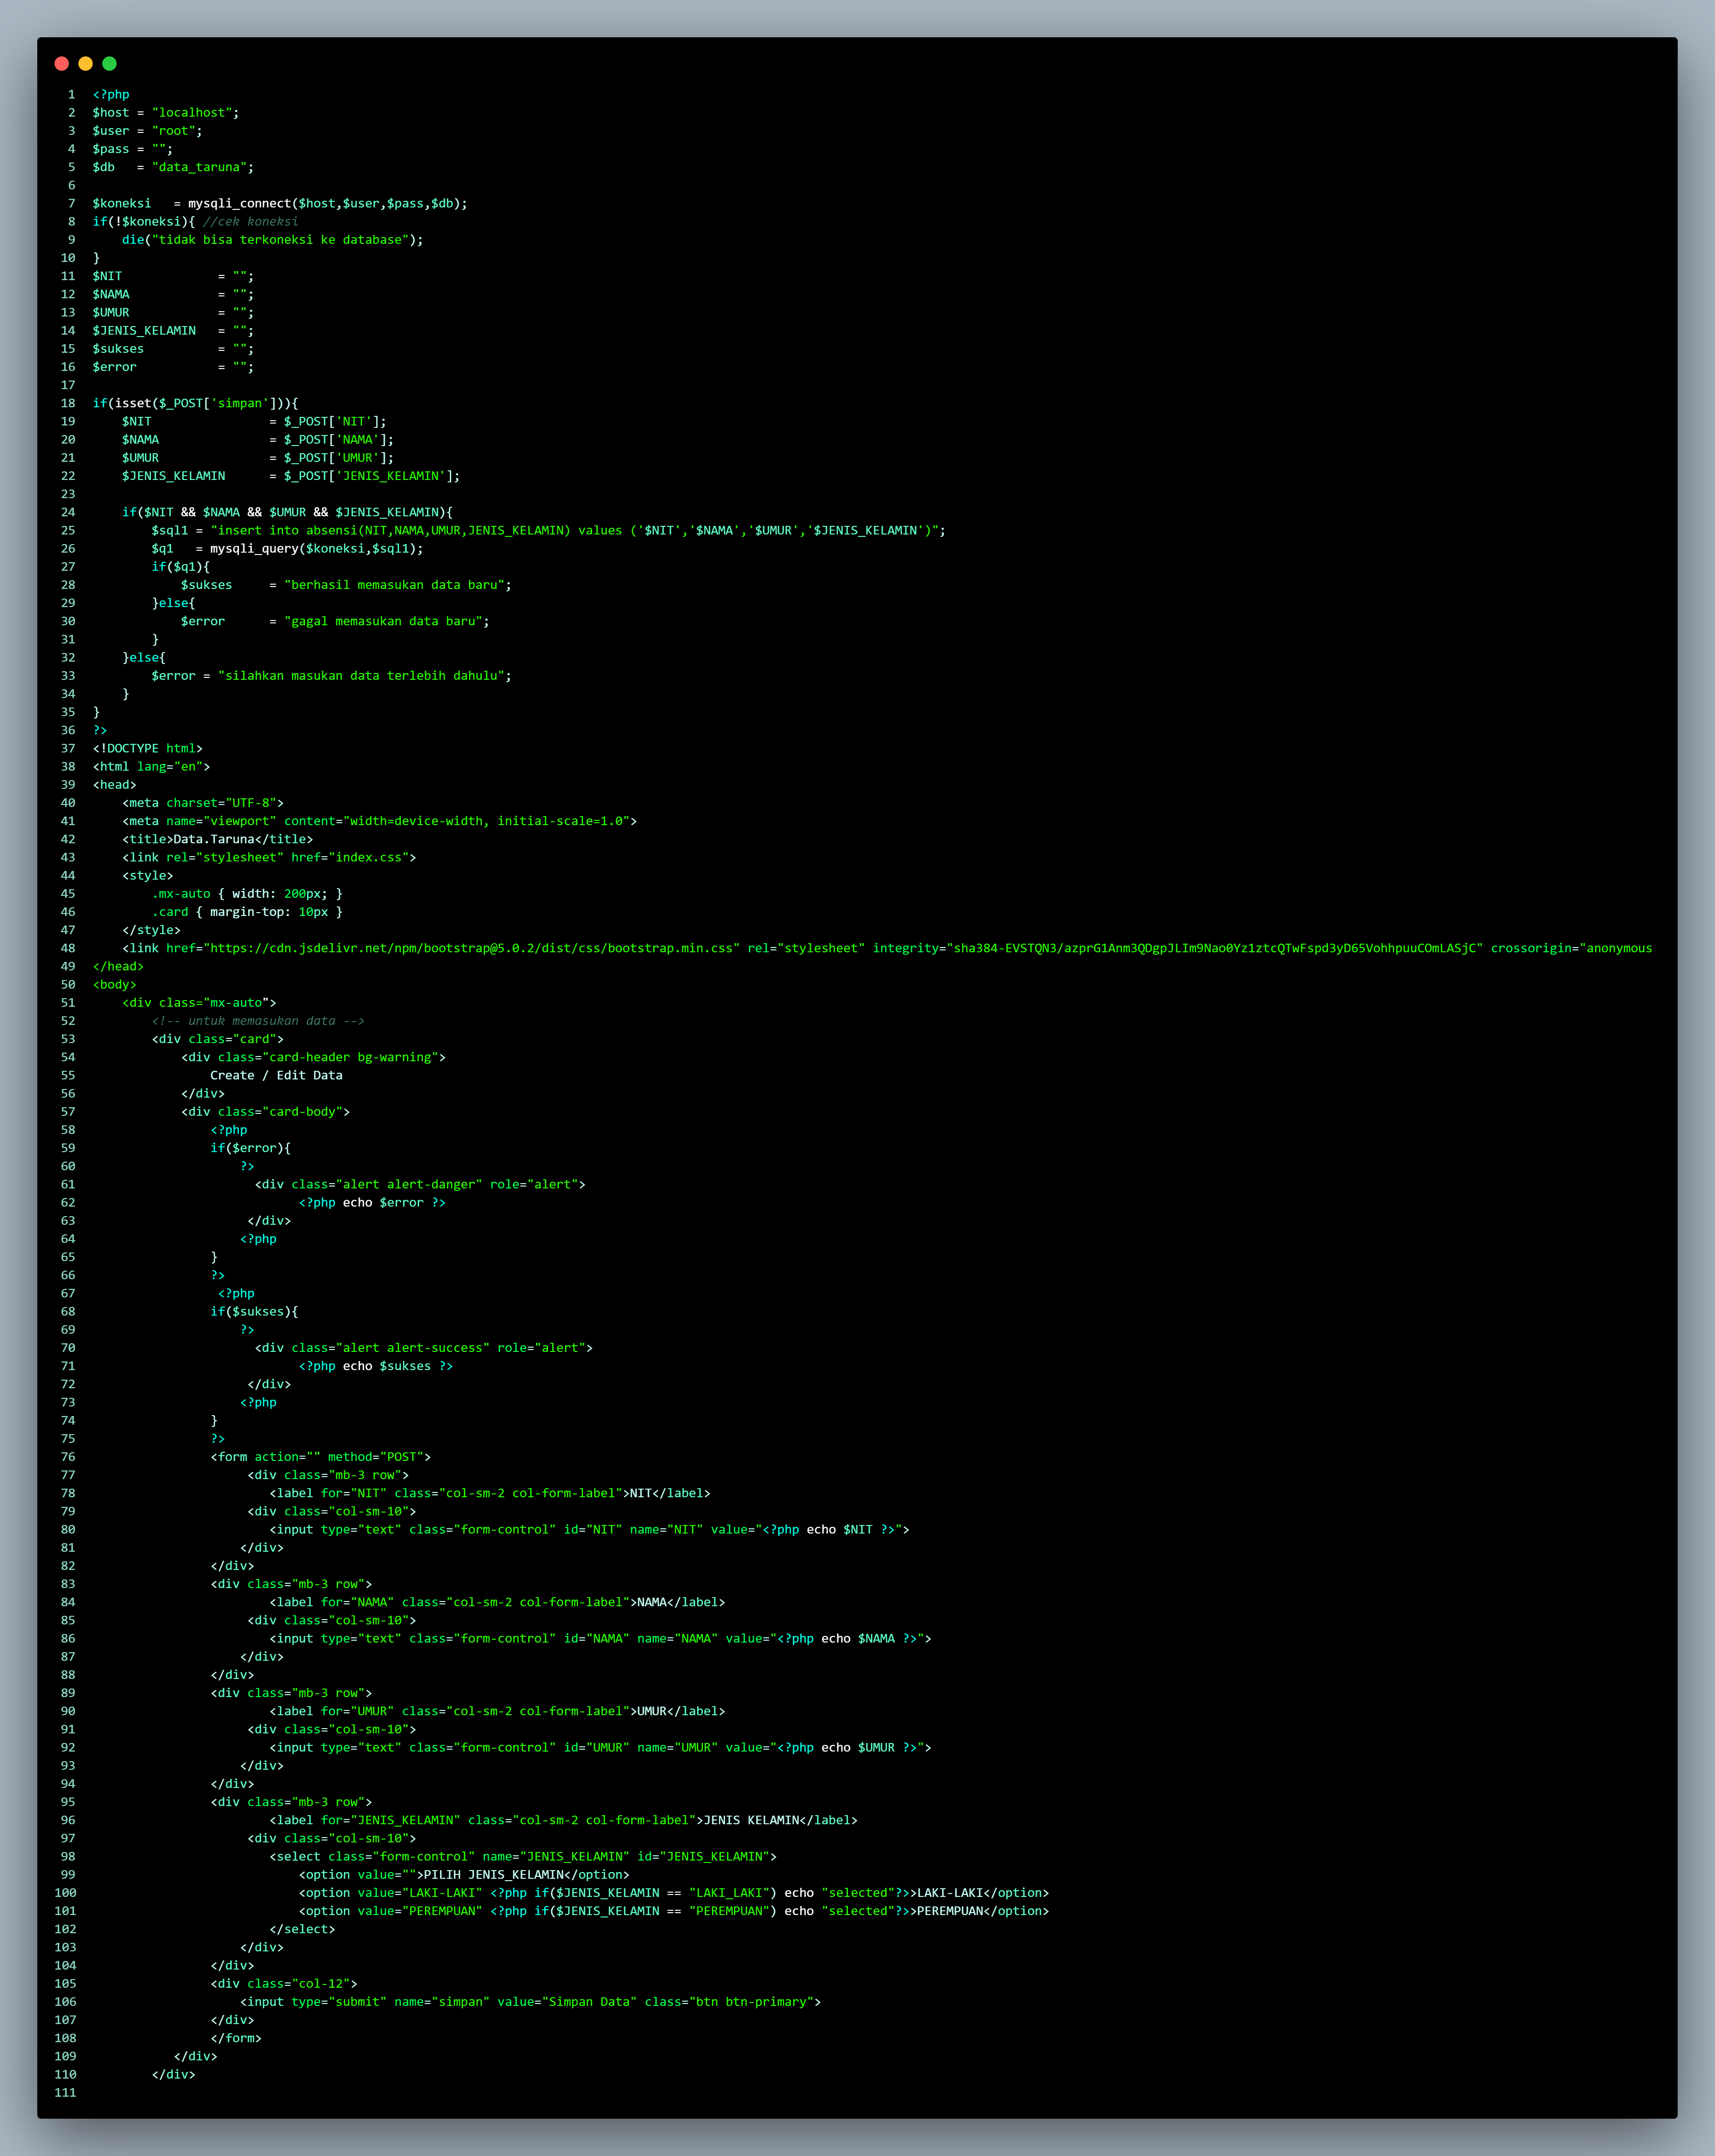 1 <?php
2 $host = "localhost";
3 $user = "root";
4 $pass = "";
5 $db   = "data_taruna";
6
7 $koneksi   = mysqli_connect($host,$user,$pass,$db);
8 if(!$koneksi){ //cek koneksi
9     die("tidak bisa terkoneksi ke database");
10 }
11 $NIT             = "";
12 $NAMA            = "";
13 $UMUR            = "";
14 $JENIS_KELAMIN   = "";
15 $sukses          = "";
16 $error           = "";
17
18 if(isset($_POST['simpan'])){
19     $NIT                = $_POST['NIT'];
20     $NAMA               = $_POST['NAMA'];
21     $UMUR               = $_POST['UMUR'];
22     $JENIS_KELAMIN      = $_POST['JENIS_KELAMIN'];
23
24     if($NIT && $NAMA && $UMUR && $JENIS_KELAMIN){
25         $sql1 = "insert into absensi(NIT,NAMA,UMUR,JENIS_KELAMIN) values ('$NIT','$NAMA','$UMUR','$JENIS_KELAMIN')";
26         $q1   = mysqli_query($koneksi,$sql1);
27         if($q1){
28             $sukses     = "berhasil memasukan data baru";
29         }else{
30             $error      = "gagal memasukan data baru";
31         }
32     }else{
33         $error = "silahkan masukan data terlebih dahulu";
34     }
35 }
36 ?>
37 <!DOCTYPE html>
38 <html lang="en">
39 <head>
40     <meta charset="UTF-8">
41     <meta name="viewport" content="width=device-width, initial-scale=1.0">
42     <title>Data.Taruna</title>
43     <link rel="stylesheet" href="index.css">
44     <style>
45         .mx-auto { width: 200px; }
46         .card { margin-top: 10px }
47     </style>
48     <link href="https://cdn.jsdelivr.net/npm/bootstrap@5.0.2/dist/css/bootstrap.min.css" rel="stylesheet" integrity="sha384-EVSTQN3/azprG1Anm3QDgpJLIm9Nao0Yz1ztcQTwFspd3yD65VohhpuuCOmLASjC" crossorigin="anonymous
49 </head>
50 <body>
51     <div class="mx-auto">
52         <!-- untuk memasukan data -->
53         <div class="card">
54             <div class="card-header bg-warning">
55                 Create / Edit Data
56             </div>
57             <div class="card-body">
58                 <?php
59                 if($error){
60                     ?>
61                       <div class="alert alert-danger" role="alert">
62                             <?php echo $error ?>
63                      </div>
64                     <?php
65                 }
66                 ?>
67                  <?php
68                 if($sukses){
69                     ?>
70                       <div class="alert alert-success" role="alert">
71                             <?php echo $sukses ?>
72                      </div>
73                     <?php
74                 }
75                 ?>
76                 <form action="" method="POST">
77                      <div class="mb-3 row">
78                         <label for="NIT" class="col-sm-2 col-form-label">NIT</label>
79                      <div class="col-sm-10">
80                         <input type="text" class="form-control" id="NIT" name="NIT" value="<?php echo $NIT ?>">
81                     </div>
82                 </div>
83                 <div class="mb-3 row">
84                         <label for="NAMA" class="col-sm-2 col-form-label">NAMA</label>
85                      <div class="col-sm-10">
86                         <input type="text" class="form-control" id="NAMA" name="NAMA" value="<?php echo $NAMA ?>">
87                     </div>
88                 </div>
89                 <div class="mb-3 row">
90                         <label for="UMUR" class="col-sm-2 col-form-label">UMUR</label>
91                      <div class="col-sm-10">
92                         <input type="text" class="form-control" id="UMUR" name="UMUR" value="<?php echo $UMUR ?>">
93                     </div>
94                 </div>
95                 <div class="mb-3 row">
96                         <label for="JENIS_KELAMIN" class="col-sm-2 col-form-label">JENIS KELAMIN</label>
97                      <div class="col-sm-10">
98                         <select class="form-control" name="JENIS_KELAMIN" id="JENIS_KELAMIN">
99                             <option value="">PILIH JENIS_KELAMIN</option>
100                             <option value="LAKI-LAKI" <?php if($JENIS_KELAMIN == "LAKI_LAKI") echo "selected"?>>LAKI-LAKI</option>
101                             <option value="PEREMPUAN" <?php if($JENIS_KELAMIN == "PEREMPUAN") echo "selected"?>>PEREMPUAN</option>
102                         </select>
103                     </div>
104                 </div>
105                 <div class="col-12">
106                     <input type="submit" name="simpan" value="Simpan Data" class="btn btn-primary">
107                 </div>
108                 </form>
109            </div>
110         </div>
111